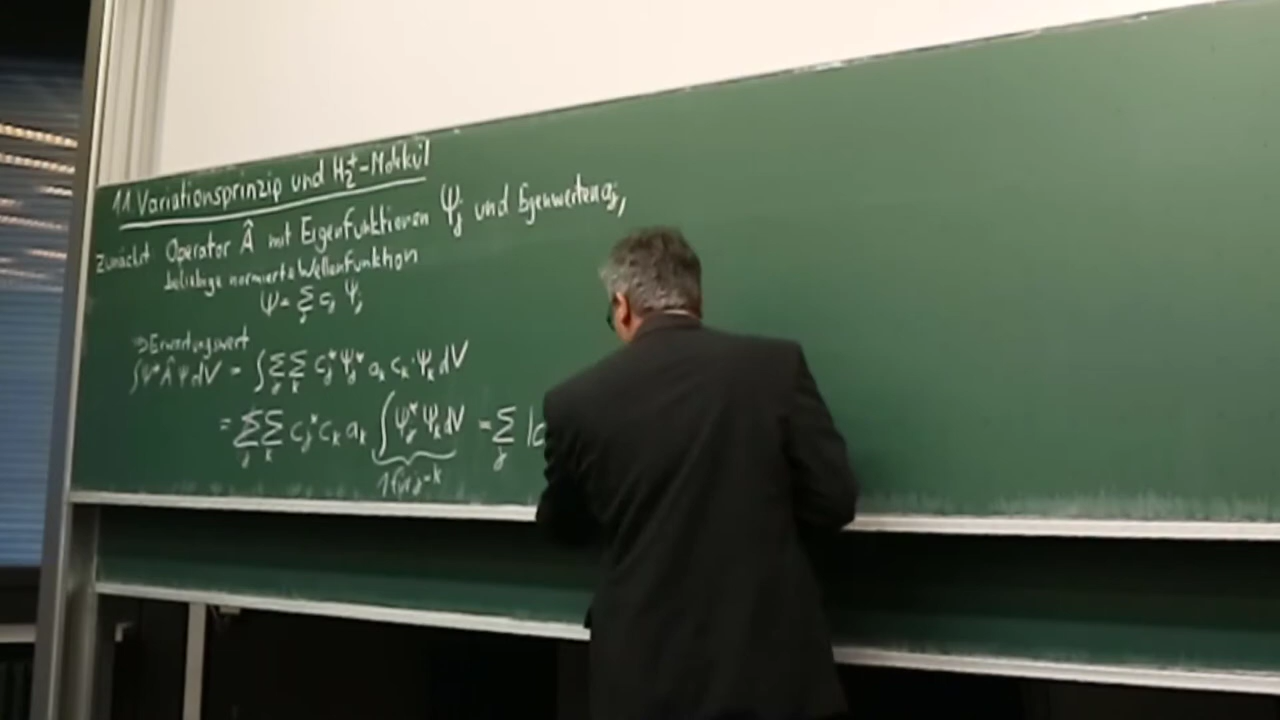 11 Variationsprinzip und H₂⁺-Molekül
Zunächst Operator Â mit Eigenfunktionen Ψⱼ und Eigenwerten aⱼ,
beliebige normierte Wellenfunktion
Ψ = Σⱼ cⱼ Ψⱼ
⇒ Erwartungswert
∫Ψ* Â Ψ dV = ∫ Σⱼ Σₖ cⱼ* Ψⱼ* aₖ cₖ · Ψₖ dV
= Σⱼ Σₖ cⱼ* cₖ aₖ ∫ Ψⱼ* Ψₖ dV = Σⱼ |c
1 für j=k